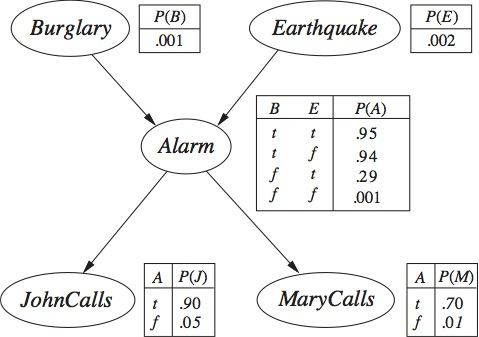 Burglary
P(B)
.001
Earthquake
P(E)
.002
Alarm
B E P(A)
t t .95
t f .94
f t .29
f f .001
JohnCalls
A P(J)
t .90
f .05
MaryCalls
A P(M)
t .70
f .01